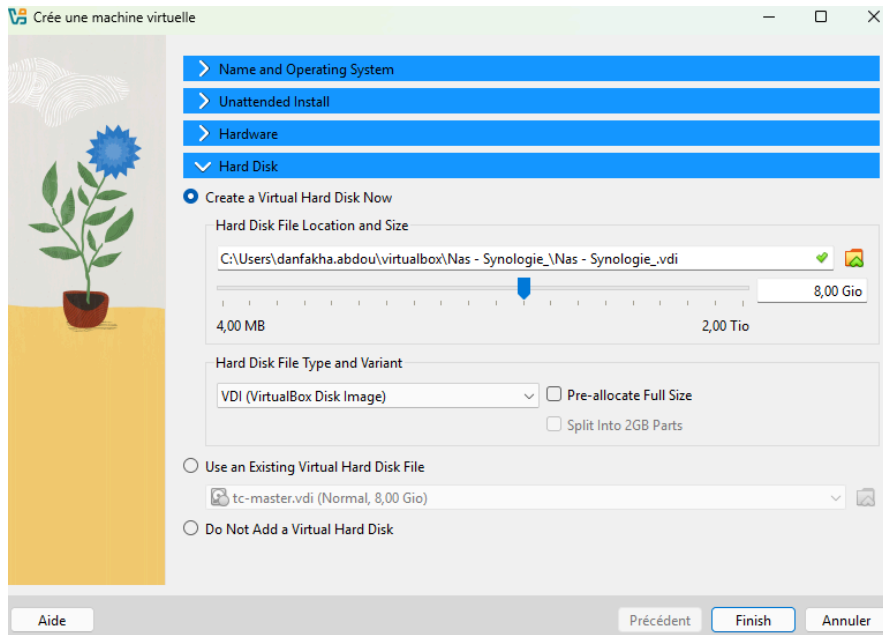 Crée une machine virtuelle
Name and Operating System
Unattended Install
Hardware
Hard Disk
Create a Virtual Hard Disk Now
Hard Disk File Location and Size
C:\Users\danfakha.abdou\virtualbox\Nas - Synologie_\Nas - Synologie_.vdi
8,00 Gio
4,00 MB 2,00 Tio
Hard Disk File Type and Variant
VDI (VirtualBox Disk Image) Pre-allocate Full Size
Split Into 2GB Parts
Use an Existing Virtual Hard Disk File
tc-master.vdi (Normal, 8,00 Gio)
Do Not Add a Virtual Hard Disk
Aide Précédent Finish Annuler